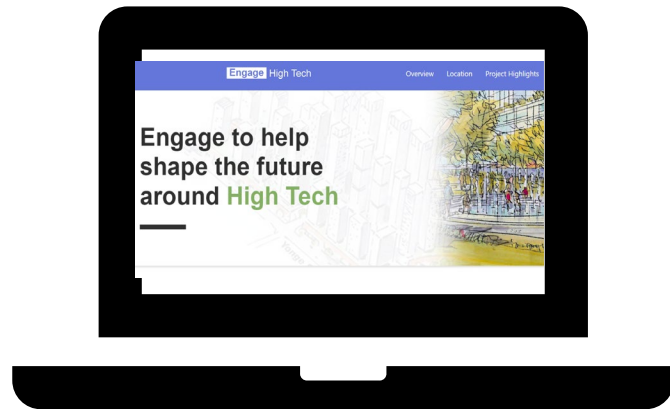 Engage High Tech
Overview Location Project Highlights
Engage to help
shape the future
around High Tech